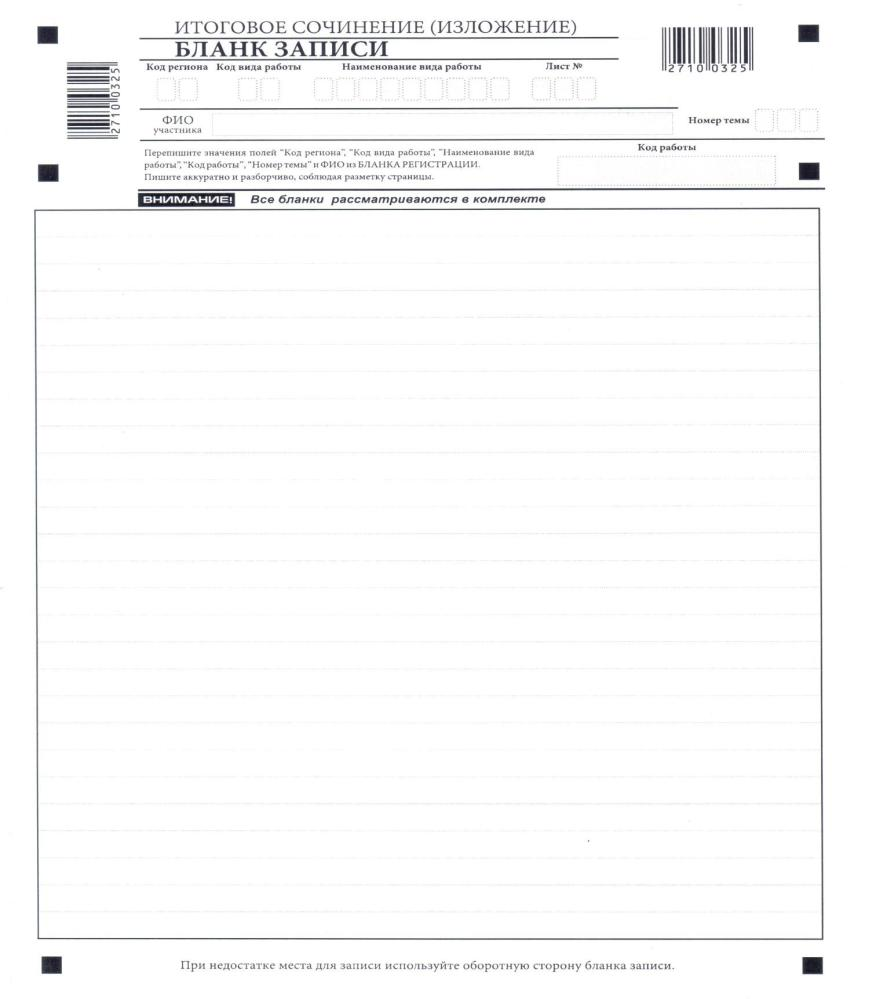 ИТОГОВОЕ СОЧИНЕНИЕ (ИЗЛОЖЕНИЕ)
БЛАНК ЗАПИСИ
2710 0325
2710 0325
Код региона Код вида работы Наименование вида работы Лист №
ФИО участника
Номер темы
Перепишите значения полей "Код региона", "Код вида работы", "Наименование вида
работы", "Код работы", "Номер темы" и ФИО из БЛАНКА РЕГИСТРАЦИИ.
Пишите аккуратно и разборчиво, соблюдая разметку страницы.
Код работы
ВНИМАНИЕ! Все бланки рассматриваются в комплекте
При недостатке места для записи используйте оборотную сторону бланка записи.